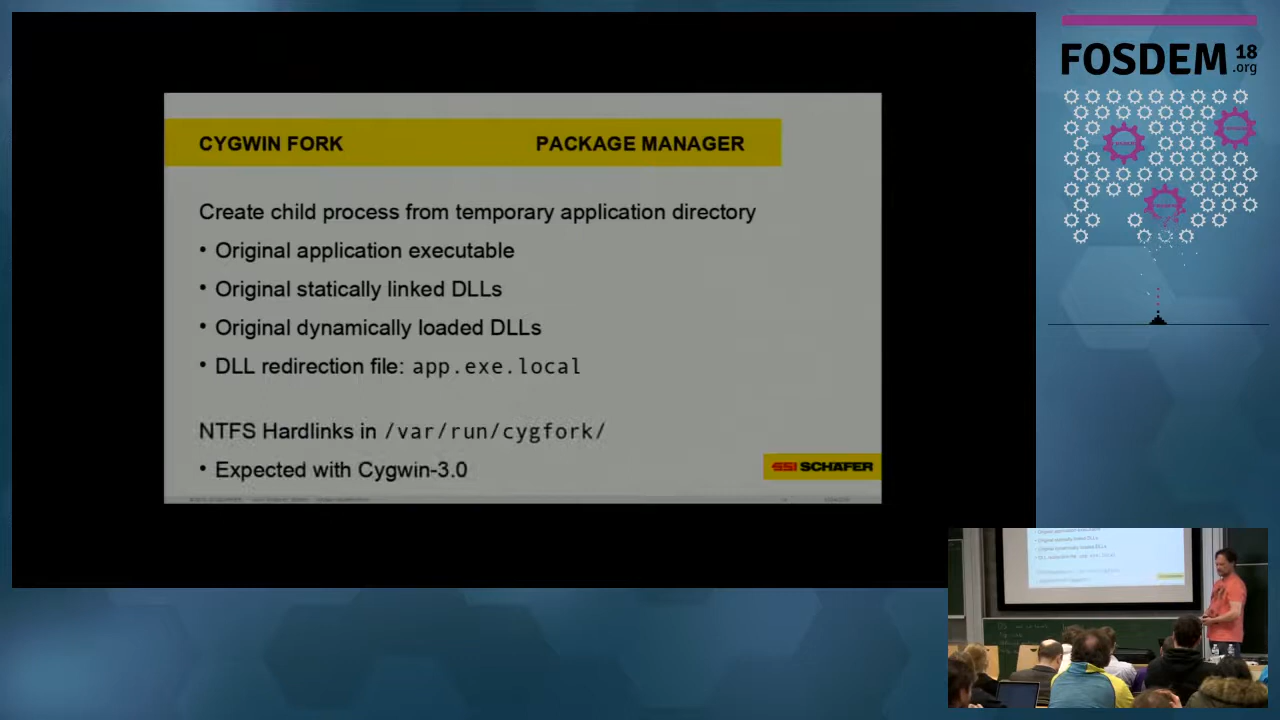 CYGWIN FORK PACKAGE MANAGER
Create child process from temporary application directory
• Original application executable
• Original statically linked DLLs
• Original dynamically loaded DLLs
• DLL redirection file: app.exe.local
NTFS Hardlinks in /var/run/cygfork/
• Expected with Cygwin-3.0
SSI SCHÄFER
FOSDEM 18
.org